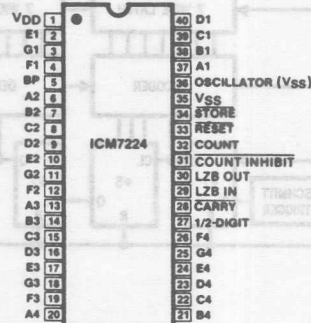 VDD 1 40 D1
E1 2 39 C1
G1 3 38 B1
F1 4 37 A1
BP 5 36 OSCILLATOR (VSS)
A2 6 35 VSS
B2 7 34 STORE
C2 8 33 RESET
D2 9 ICM7224 32 COUNT
E2 10 31 COUNT INHIBIT
G2 11 30 LZB OUT
F2 12 29 LZB IN
A3 13 28 CARRY
B3 14 27 1/2-DIGIT
C3 15 26 F4
D3 16 25 G4
E3 17 24 E4
G3 18 23 D4
F3 19 22 C4
A4 20 21 B4